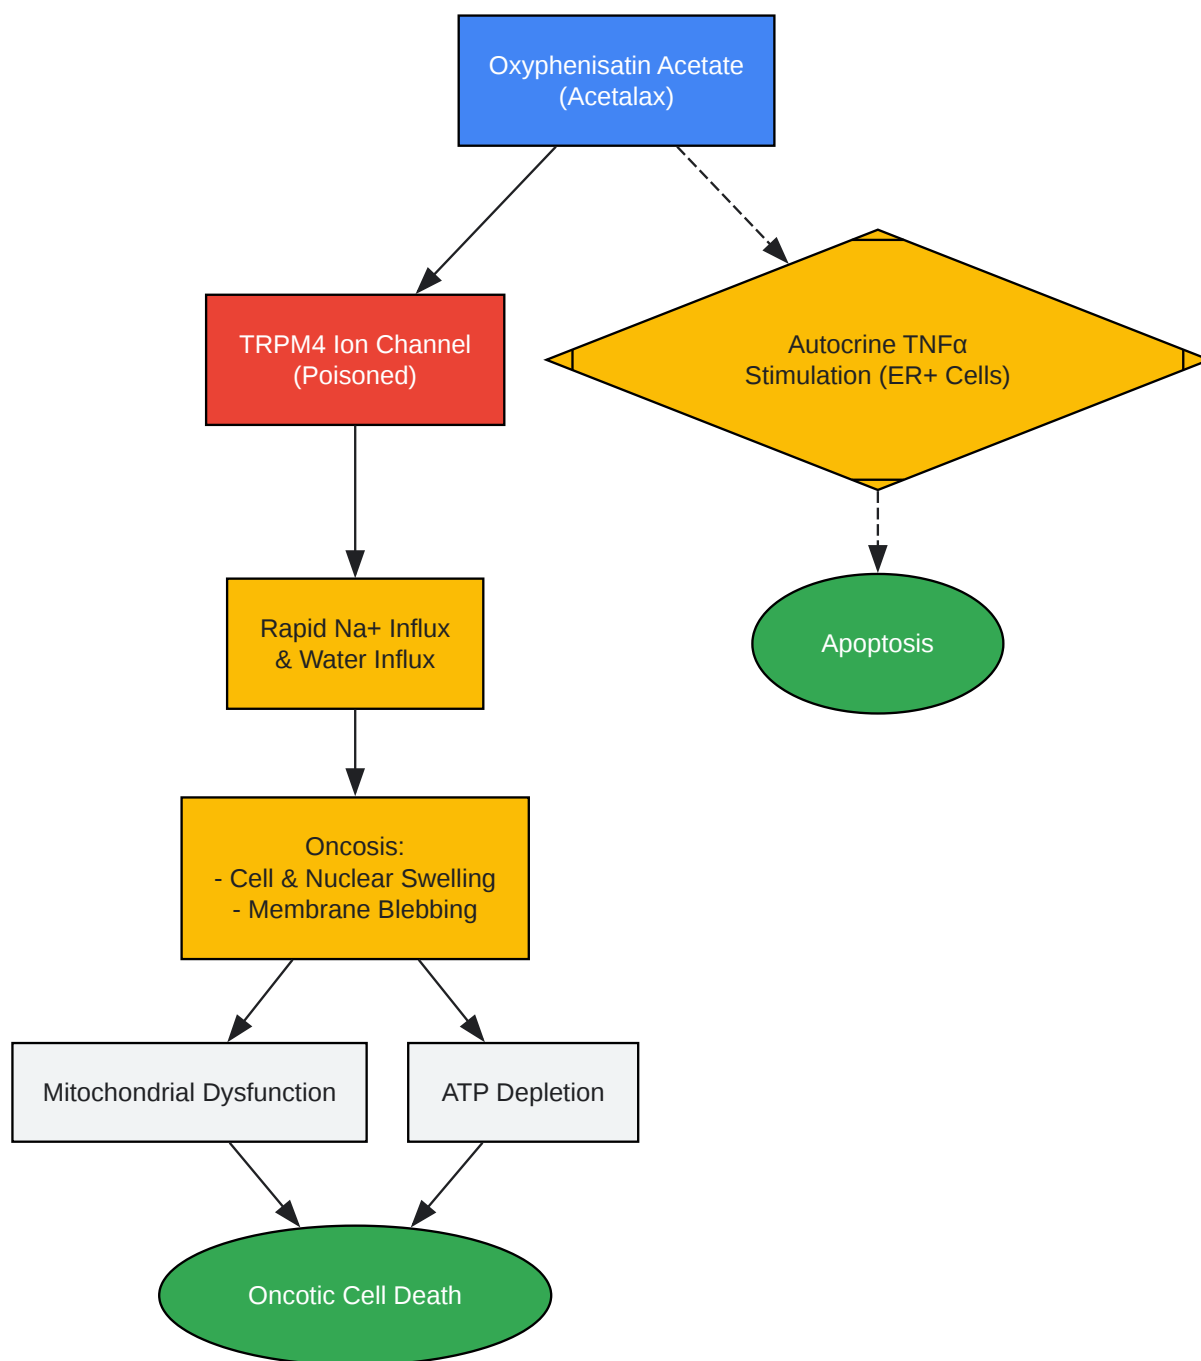 Oxyphenisatin Acetate
(Acetalax)
TRPM4 Ion Channel
(Poisoned)
Autocrine TNFα
Stimulation (ER+ Cells)
Rapid Na+ Influx
& Water Influx
Apoptosis
Oncosis:
- Cell & Nuclear Swelling
- Membrane Blebbing
Mitochondrial Dysfunction
ATP Depletion
Oncotic Cell Death